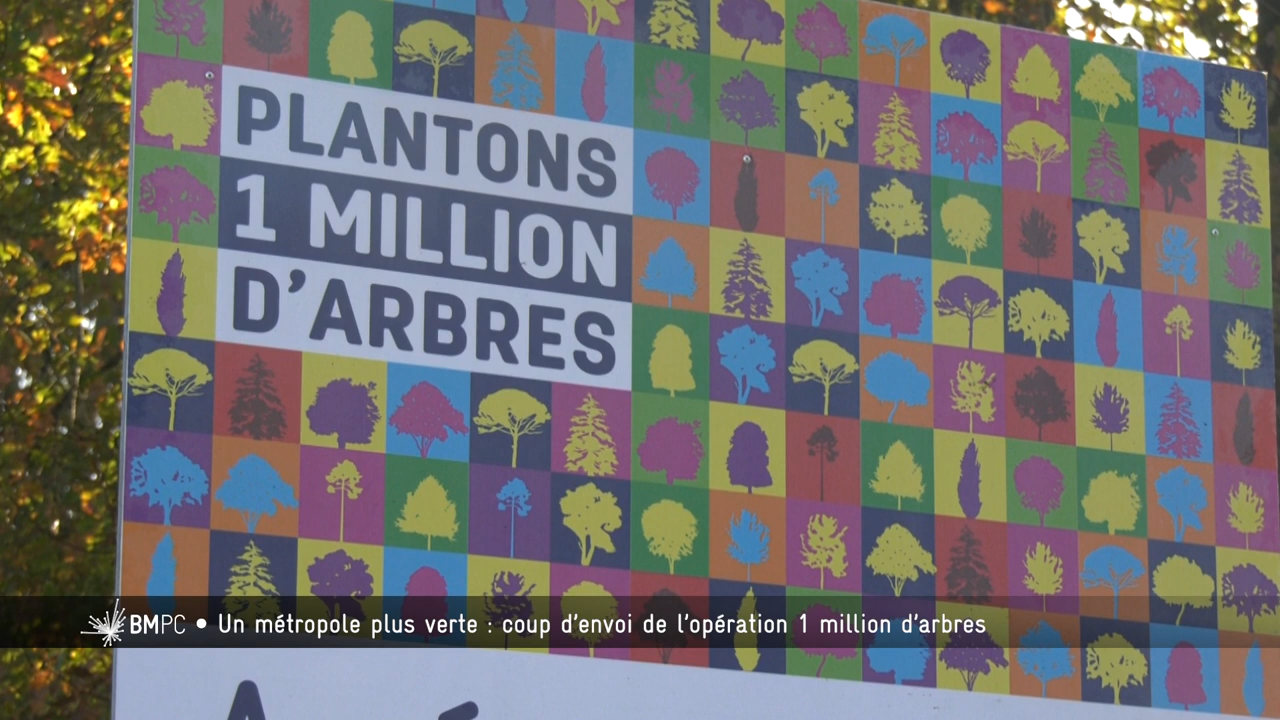 PLANTONS
1 MILLION
D'ARBRES
BMPC • Un métropole plus verte : coup d'envoi de l'opération 1 million d'arbres